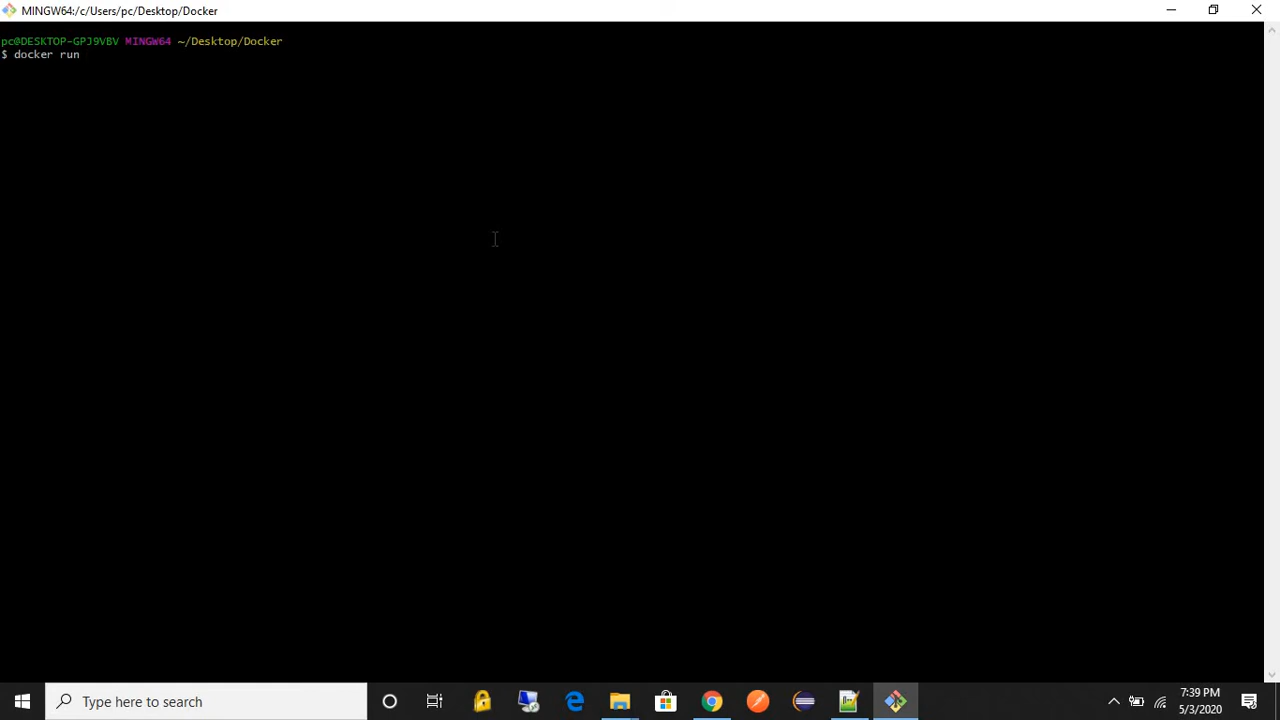 MINGW64:/c/Users/pc/Desktop/Docker
pc@DESKTOP-GPJ9VBV MINGW64 ~/Desktop/Docker
$ docker run
Type here to search
7:39 PM
5/3/2020